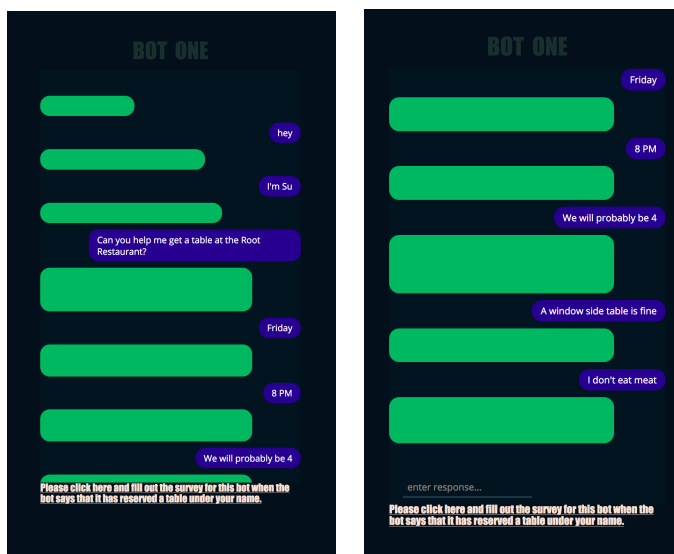 BOT ONE
hey
I'm Su
Can you help me get a table at the Root
Restaurant?
Friday
8 PM
We will probably be 4
Please click here and fill out the survey for this bot when the
bot says that it has reserved a table under your name.
BOT ONE
Friday
8 PM
We will probably be 4
A window side table is fine
I don't eat meat
enter response...
Please click here and fill out the survey for this bot when the
bot says that it has reserved a table under your name.